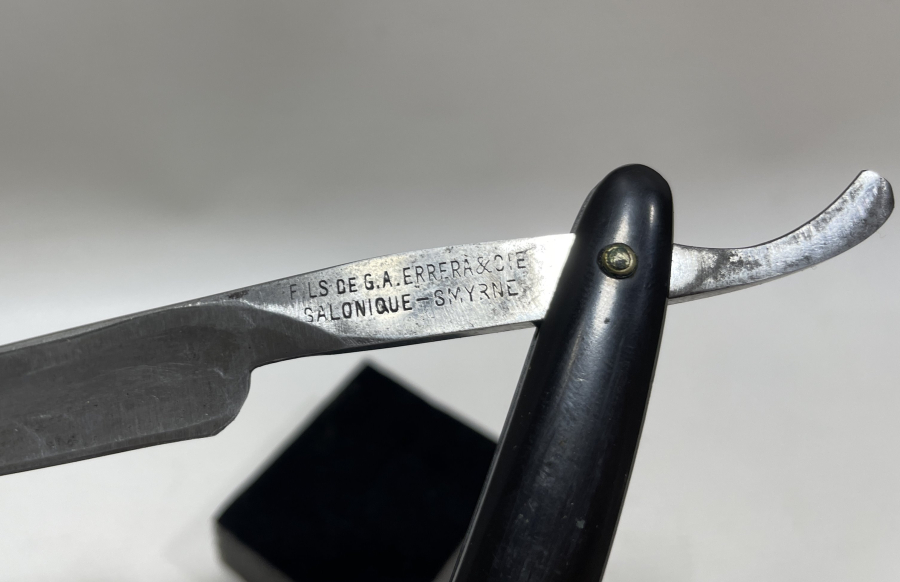 FILS DE G.A.ERRERA & CIE
SALONIQUE-SMYRNE